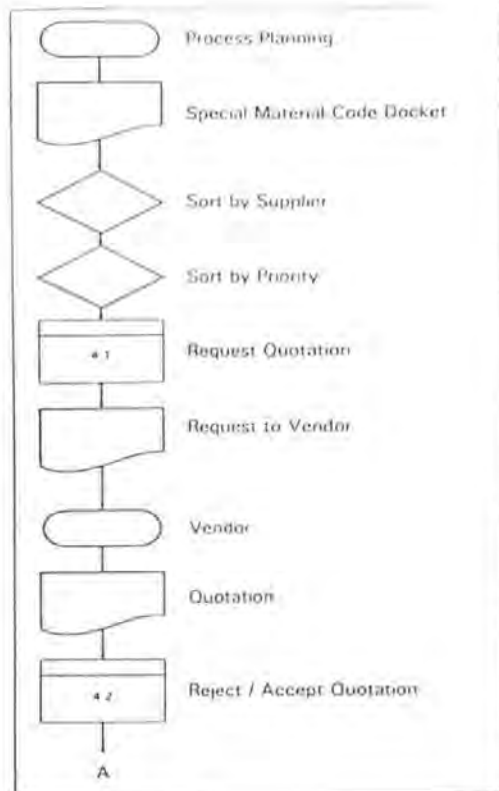 Process Planning
Special Material Code Docket
Sort by Supplier
Sort by Priority
4.1
Request Quotation
Request to Vendor
Vendor
Quotation
4.2
Reject / Accept Quotation
A